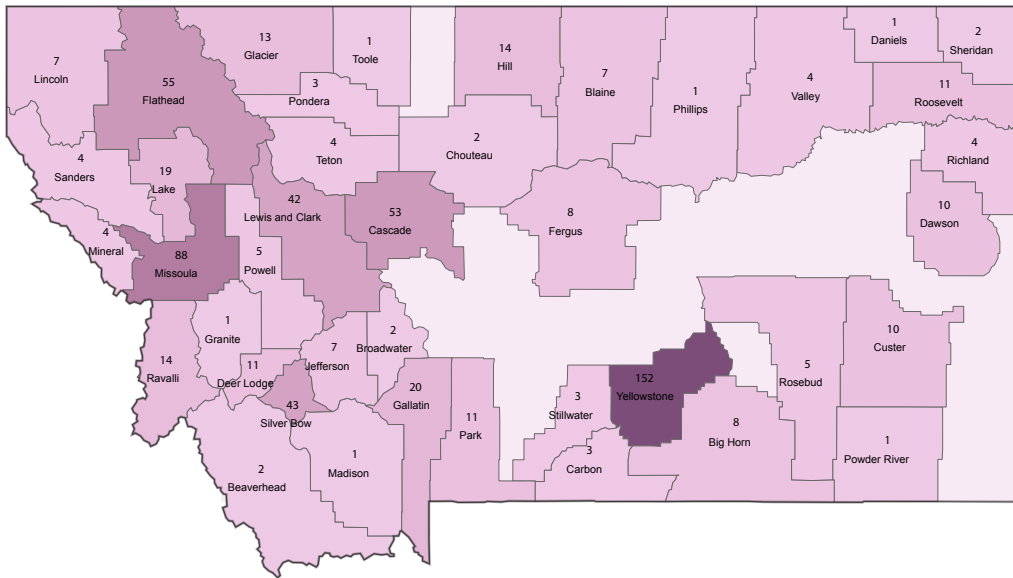 1
Daniels
2
Sheridan
13
Glacier
1
Toole
14
Hill
7
Lincoln
55
Flathead
3
Pondera
7
Blaine
1
Phillips
4
Valley
11
Roosevelt
4
Teton
2
Chouteau
4
Richland
4
Sanders
19
Lake
42
Lewis and Clark
53
Cascade
8
Fergus
10
Dawson
4
Mineral
88
Missoula
5
Powell
1
Granite
7
Jefferson
2
Broadwater
10
Custer
14
Ravalli
11
Deer Lodge
20
Gallatin
152
Yellowstone
5
Rosebud
43
Silver Bow
11
Park
3
Stillwater
8
Big Horn
1
Powder River
3
Carbon
2
Beaverhead
1
Madison